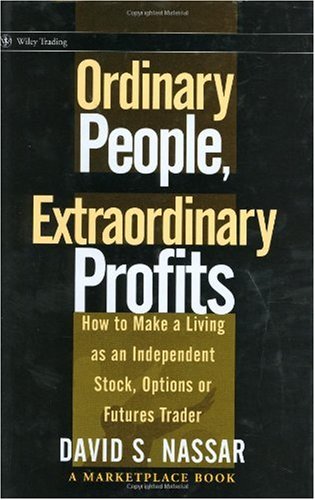 Wiley Trading
Ordinary
People,
Extraordinary
Profits
How to Make a Living
as an Independent
Stock, Options or
Futures Trader
DAVID S. NASSAR
A MARKETPLACE BOOK